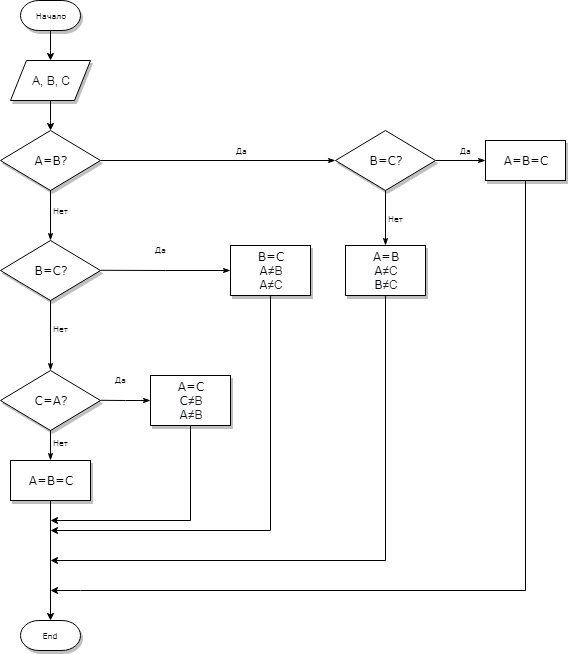 Начало
A, B, C
A=B?
Да
B=C?
Да
A=B=C
Нет
Нет
B=C?
Да
B=C
A≠B
A≠C
A=B
A≠C
B≠C
Нет
C=A?
Да
A=C
C≠B
A≠B
Нет
A=B=C
End